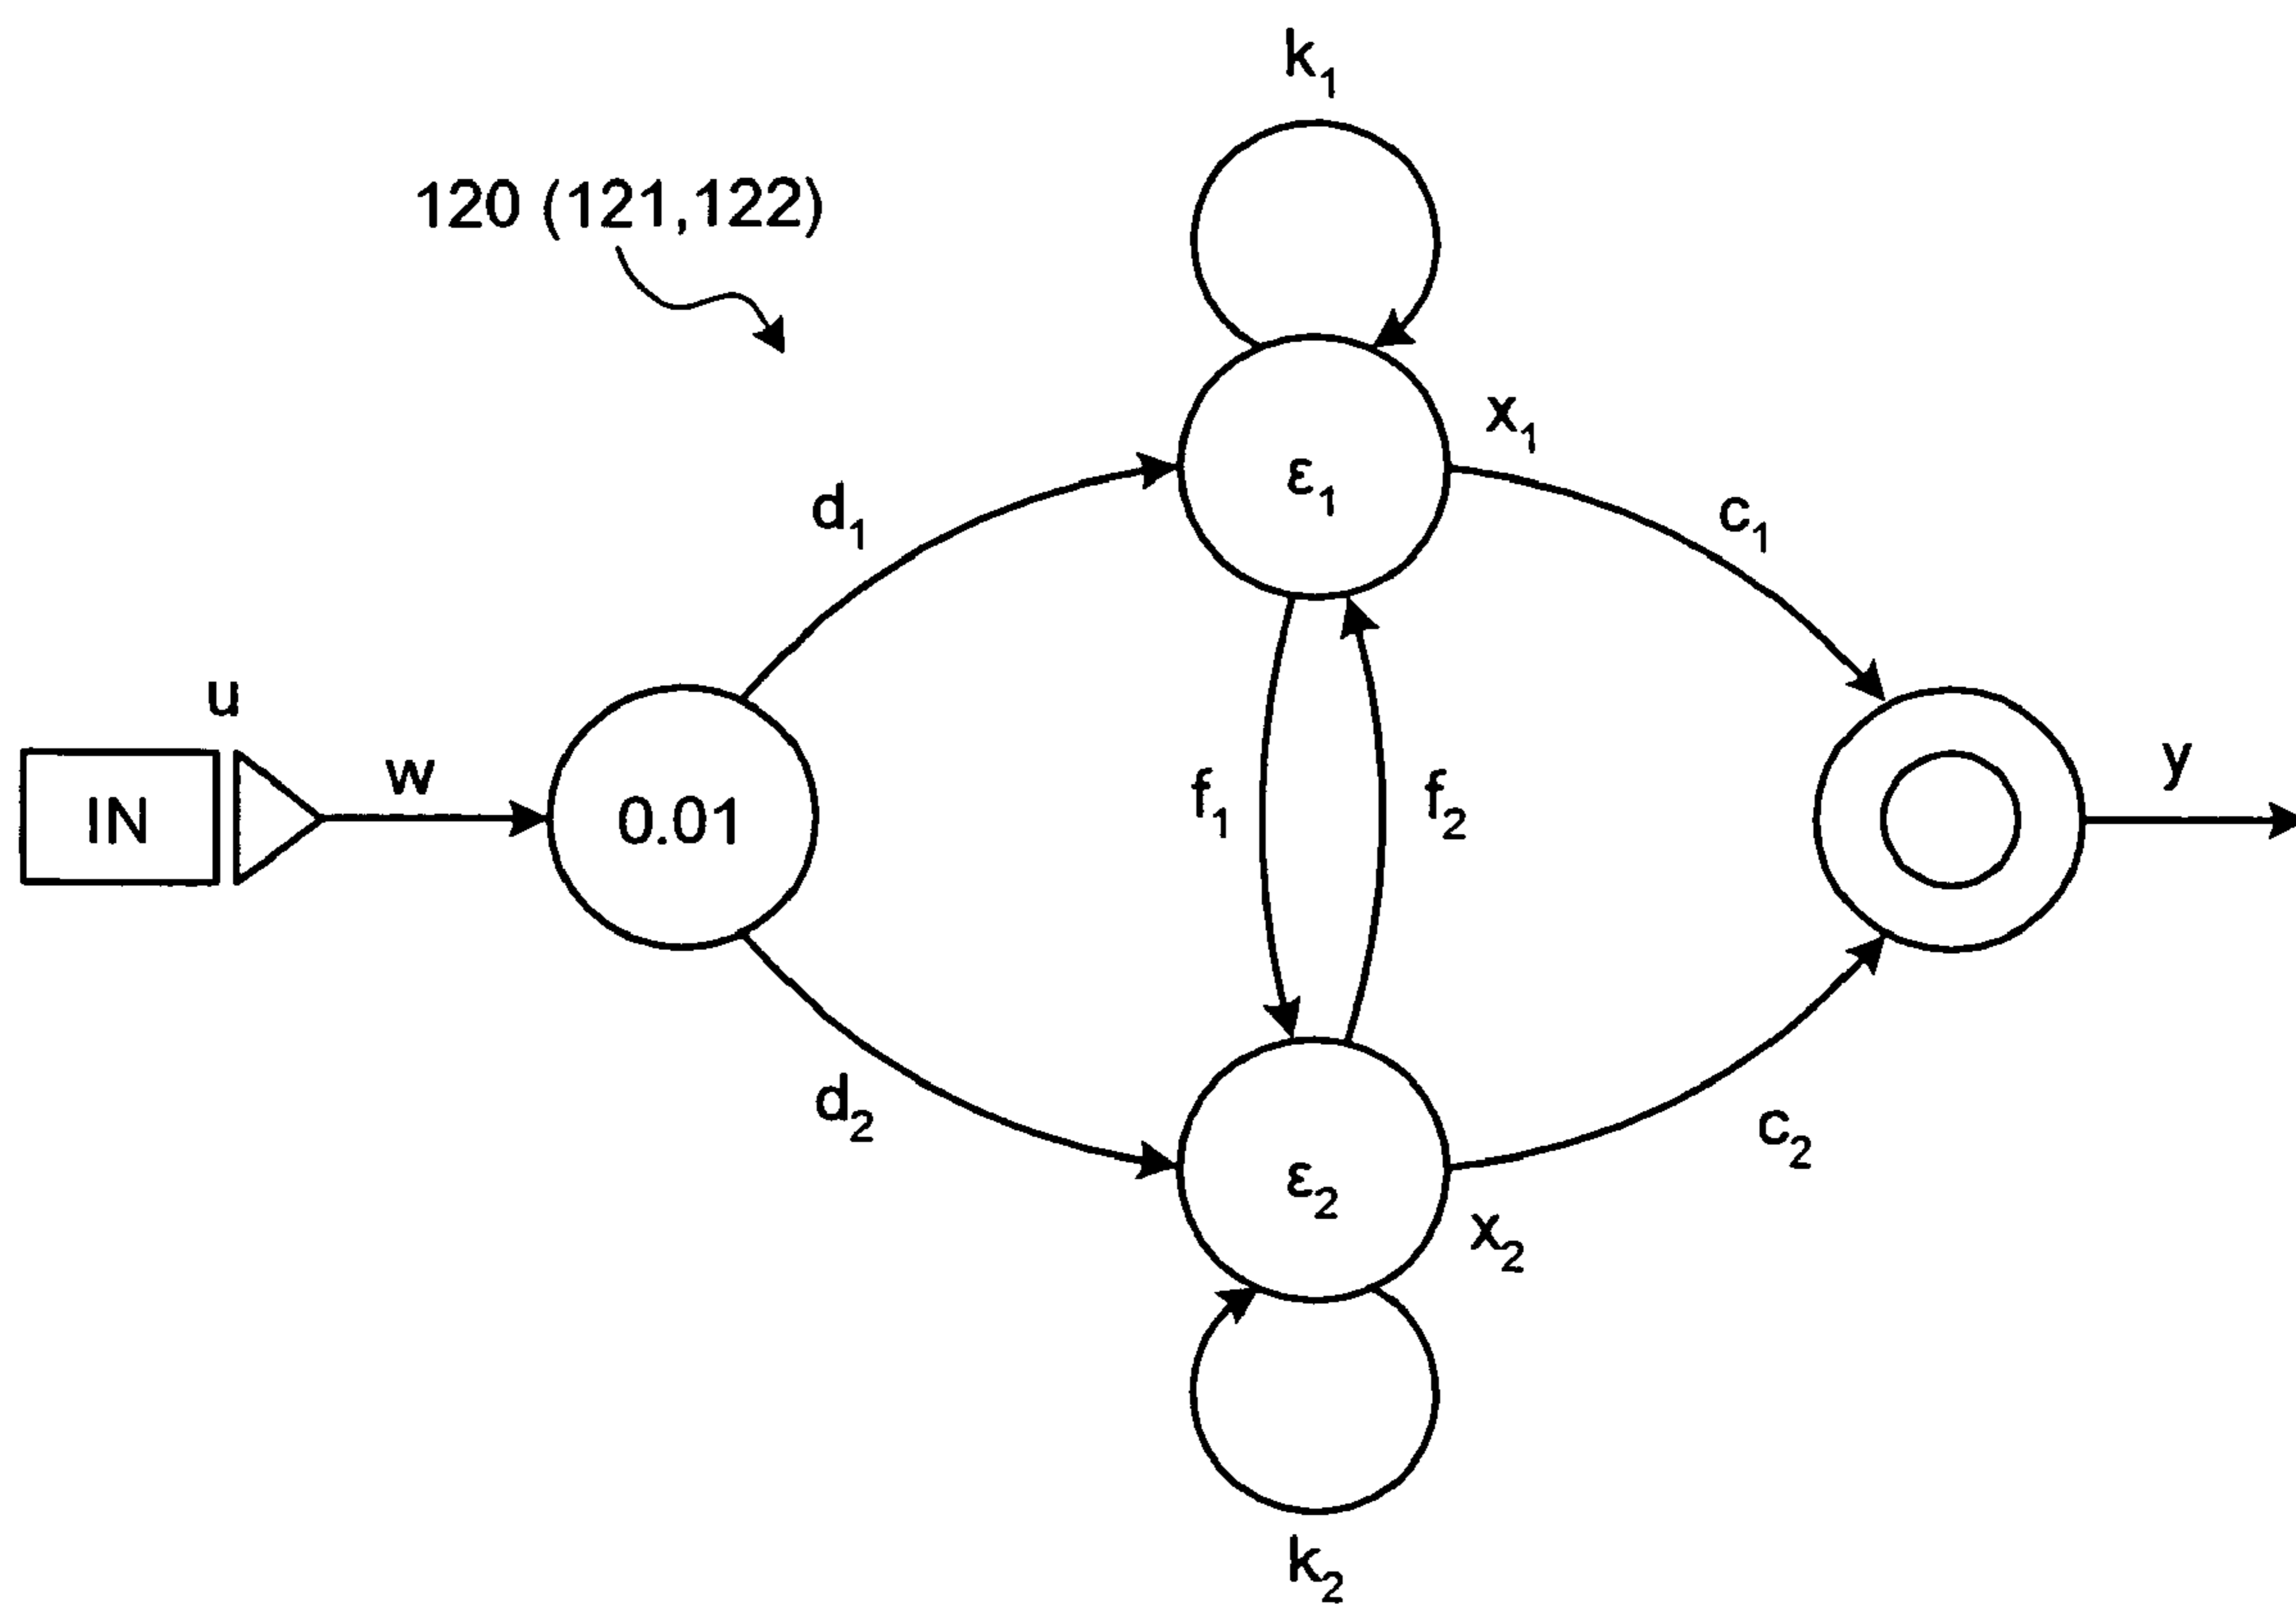 k₁
120 (121,122)
x₁
ε₁
d₁
c₁
u
w
y
IN
0.01
f₁
f₂
d₂
c₂
ε₂
x₂
k₂